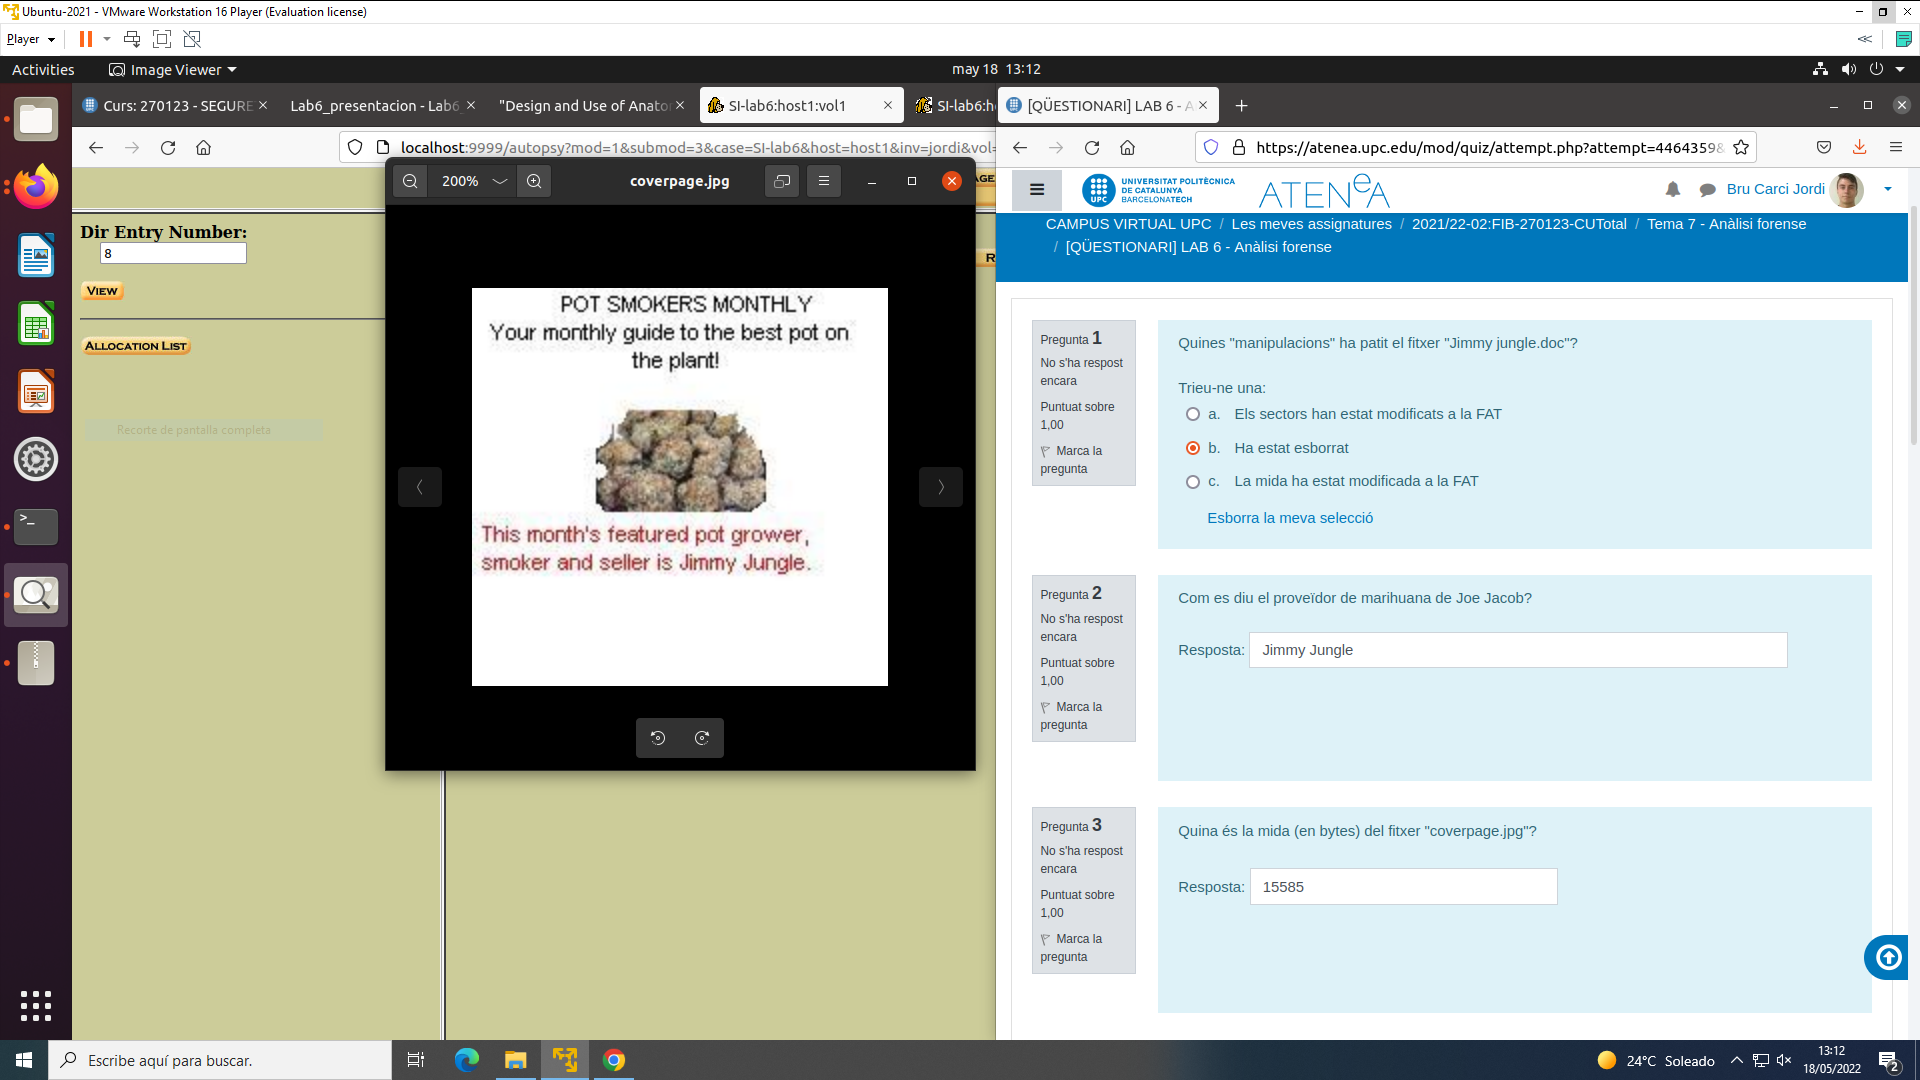 Ubuntu-2021 - VMware Workstation 16 Player (Evaluation license)
Player
Activities
Image Viewer
may 18 13:12
Curs: 270123 - SEGURE
Lab6_presentacion - Lab6
"Design and Use of Anator
SI-lab6:host1:vol1
SI-lab6:h
[QÜESTIONARI] LAB 6 - A
localhost:9999/autopsy?mod=1&submod=3&case=SI-lab6&host=host1&inv=jordi&vol=
https://atenea.upc.edu/mod/quiz/attempt.php?attempt=4464359&
Dir Entry Number:
8
VIEW
ALLOCATION LIST
Recorte de pantalla completa
200%
coverpage.jpg
POT SMOKERS MONTHLY
Your monthly guide to the best pot on
the plant!
This month's featured pot grower,
smoker and seller is Jimmy Jungle.
UPC
UNIVERSITAT POLITÈCNICA
DE CATALUNYA
BARCELONATECH
ATENeA
Bru Carci Jordi
CAMPUS VIRTUAL UPC / Les meves assignatures / 2021/22-02:FIB-270123-CUTotal / Tema 7 - Anàlisi forense
/ [QÜESTIONARI] LAB 6 - Anàlisi forense
Pregunta 1
No s'ha respost
encara
Puntuat sobre
1,00
Marca la
pregunta
Quines "manipulacions" ha patit el fitxer "Jimmy jungle.doc"?
Trieu-ne una:
a. Els sectors han estat modificats a la FAT
b. Ha estat esborrat
c. La mida ha estat modificada a la FAT
Esborra la meva selecció
Pregunta 2
No s'ha respost
encara
Puntuat sobre
1,00
Marca la
pregunta
Com es diu el proveïdor de marihuana de Joe Jacob?
Resposta: Jimmy Jungle
Pregunta 3
No s'ha respost
encara
Puntuat sobre
1,00
Marca la
pregunta
Quina és la mida (en bytes) del fitxer "coverpage.jpg"?
Resposta: 15585
Escribe aquí para buscar.
24°C Soleado
13:12
18/05/2022
2